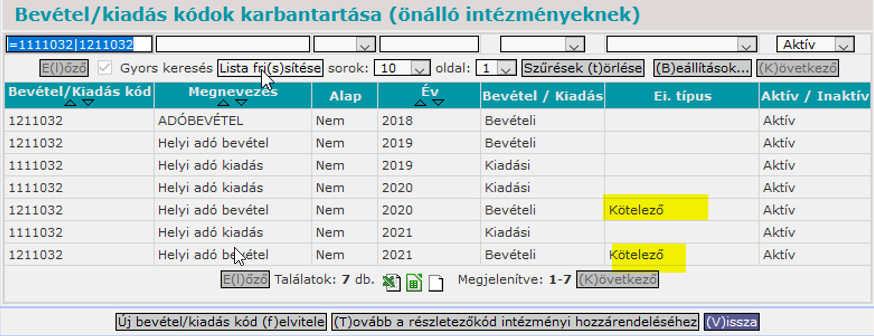 Bevétel/kiadás kódok karbantartása (önálló intézményeknek)
=1111032|1211032 Aktív
E(l)őző Gyors keresés Lista fri(s)sítése sorok: 10 oldal: 1 Szűrések (t)örlése (B)eállítások... (K)övetkező
Bevétel/Kiadás kód Megnevezés Alap Év Bevétel / Kiadás Ei. típus Aktív / Inaktív
1211032 ADÓBEVÉTEL Nem 2018 Bevételi Aktív
1211032 Helyi adó bevétel Nem 2019 Bevételi Aktív
1111032 Helyi adó kiadás Nem 2019 Kiadási Aktív
1111032 Helyi adó kiadás Nem 2020 Kiadási Aktív
1211032 Helyi adó bevétel Nem 2020 Bevételi Kötelező Aktív
1111032 Helyi adó kiadás Nem 2021 Kiadási Aktív
1211032 Helyi adó bevétel Nem 2021 Bevételi Kötelező Aktív
E(l)őző Találatok: 7 db. Megjelenítve: 1-7 (K)övetkező
Új bevétel/kiadás kód (f)elvitele (T)ovább a részletezőkód intézményi hozzárendeléséhez (V)issza